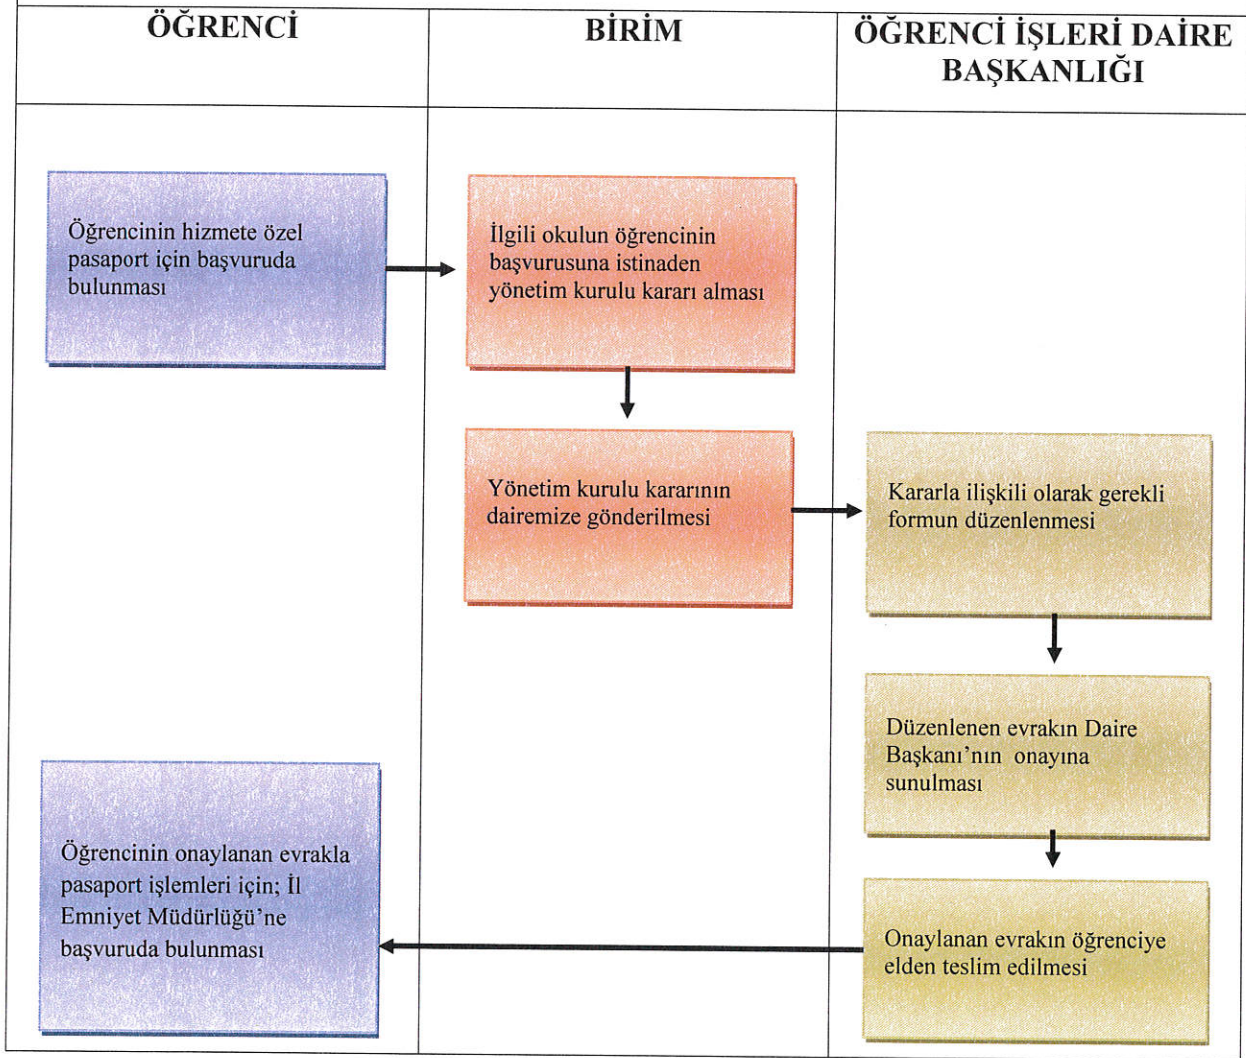 ÖĞRENCİ
BİRİM
ÖĞRENCİ İŞLERİ DAİRE
BAŞKANLIĞI
Öğrencinin hizmete özel
pasaport için başvuruda
bulunması
İlgili okulun öğrencinin
başvurusuna istinaden
yönetim kurulu kararı alması
Yönetim kurulu kararının
dairemize gönderilmesi
Kararla ilişkili olarak gerekli
formun düzenlenmesi
Düzenlenen evrakın Daire
Başkanı’nın onayına
sunulması
Onaylanan evrakın öğrenciye
elden teslim edilmesi
Öğrencinin onaylanan evrakla
pasaport işlemleri için; İl
Emniyet Müdürlüğü’ne
başvuruda bulunması